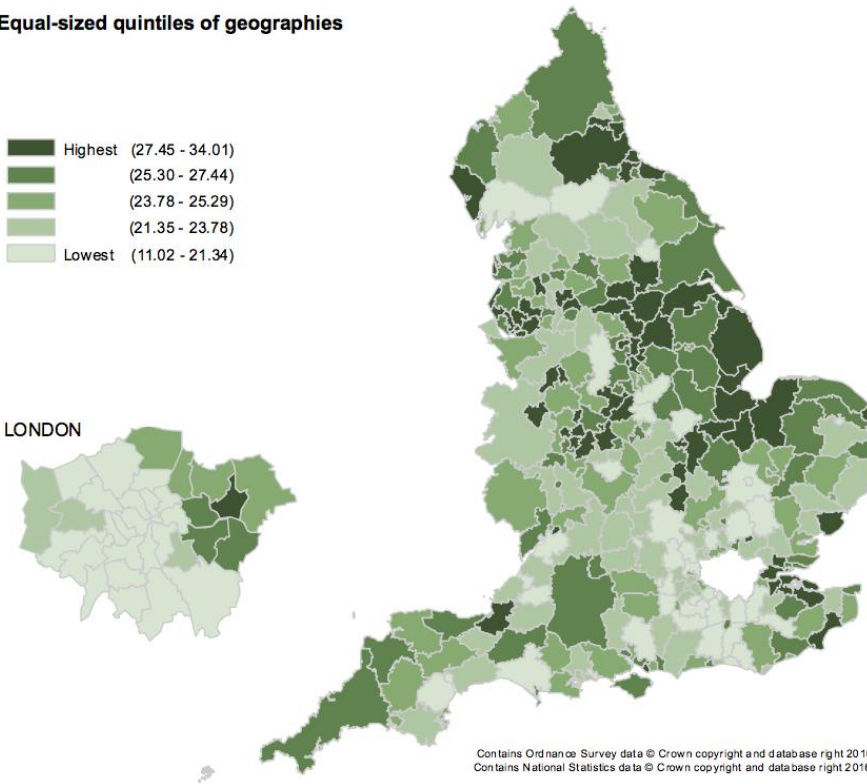 Equal-sized quintiles of geographies
Highest (27.45 - 34.01)
(25.30 - 27.44)
(23.78 - 25.29)
(21.35 - 23.78)
Lowest (11.02 - 21.34)
LONDON
Contains Ordnance Survey data © Crown copyright and database right 2016
Contains National Statistics data © Crown copyright and database right 2016